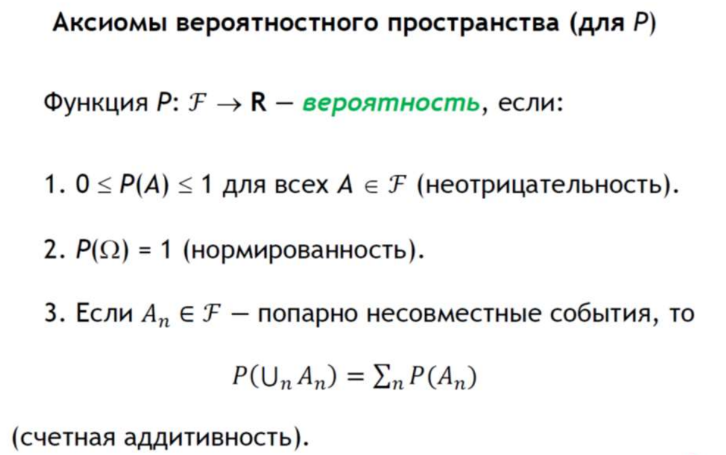 Аксиомы вероятностного пространства (для P)
Функция P: ℱ → R — вероятность, если:
1. 0 ≤ P(A) ≤ 1 для всех A ∈ ℱ (неотрицательность).
2. P(Ω) = 1 (нормированность).
3. Если Aₙ ∈ ℱ — попарно несовместные события, то
P(∪ₙ Aₙ) = ∑ₙ P(Aₙ)
(счетная аддитивность).